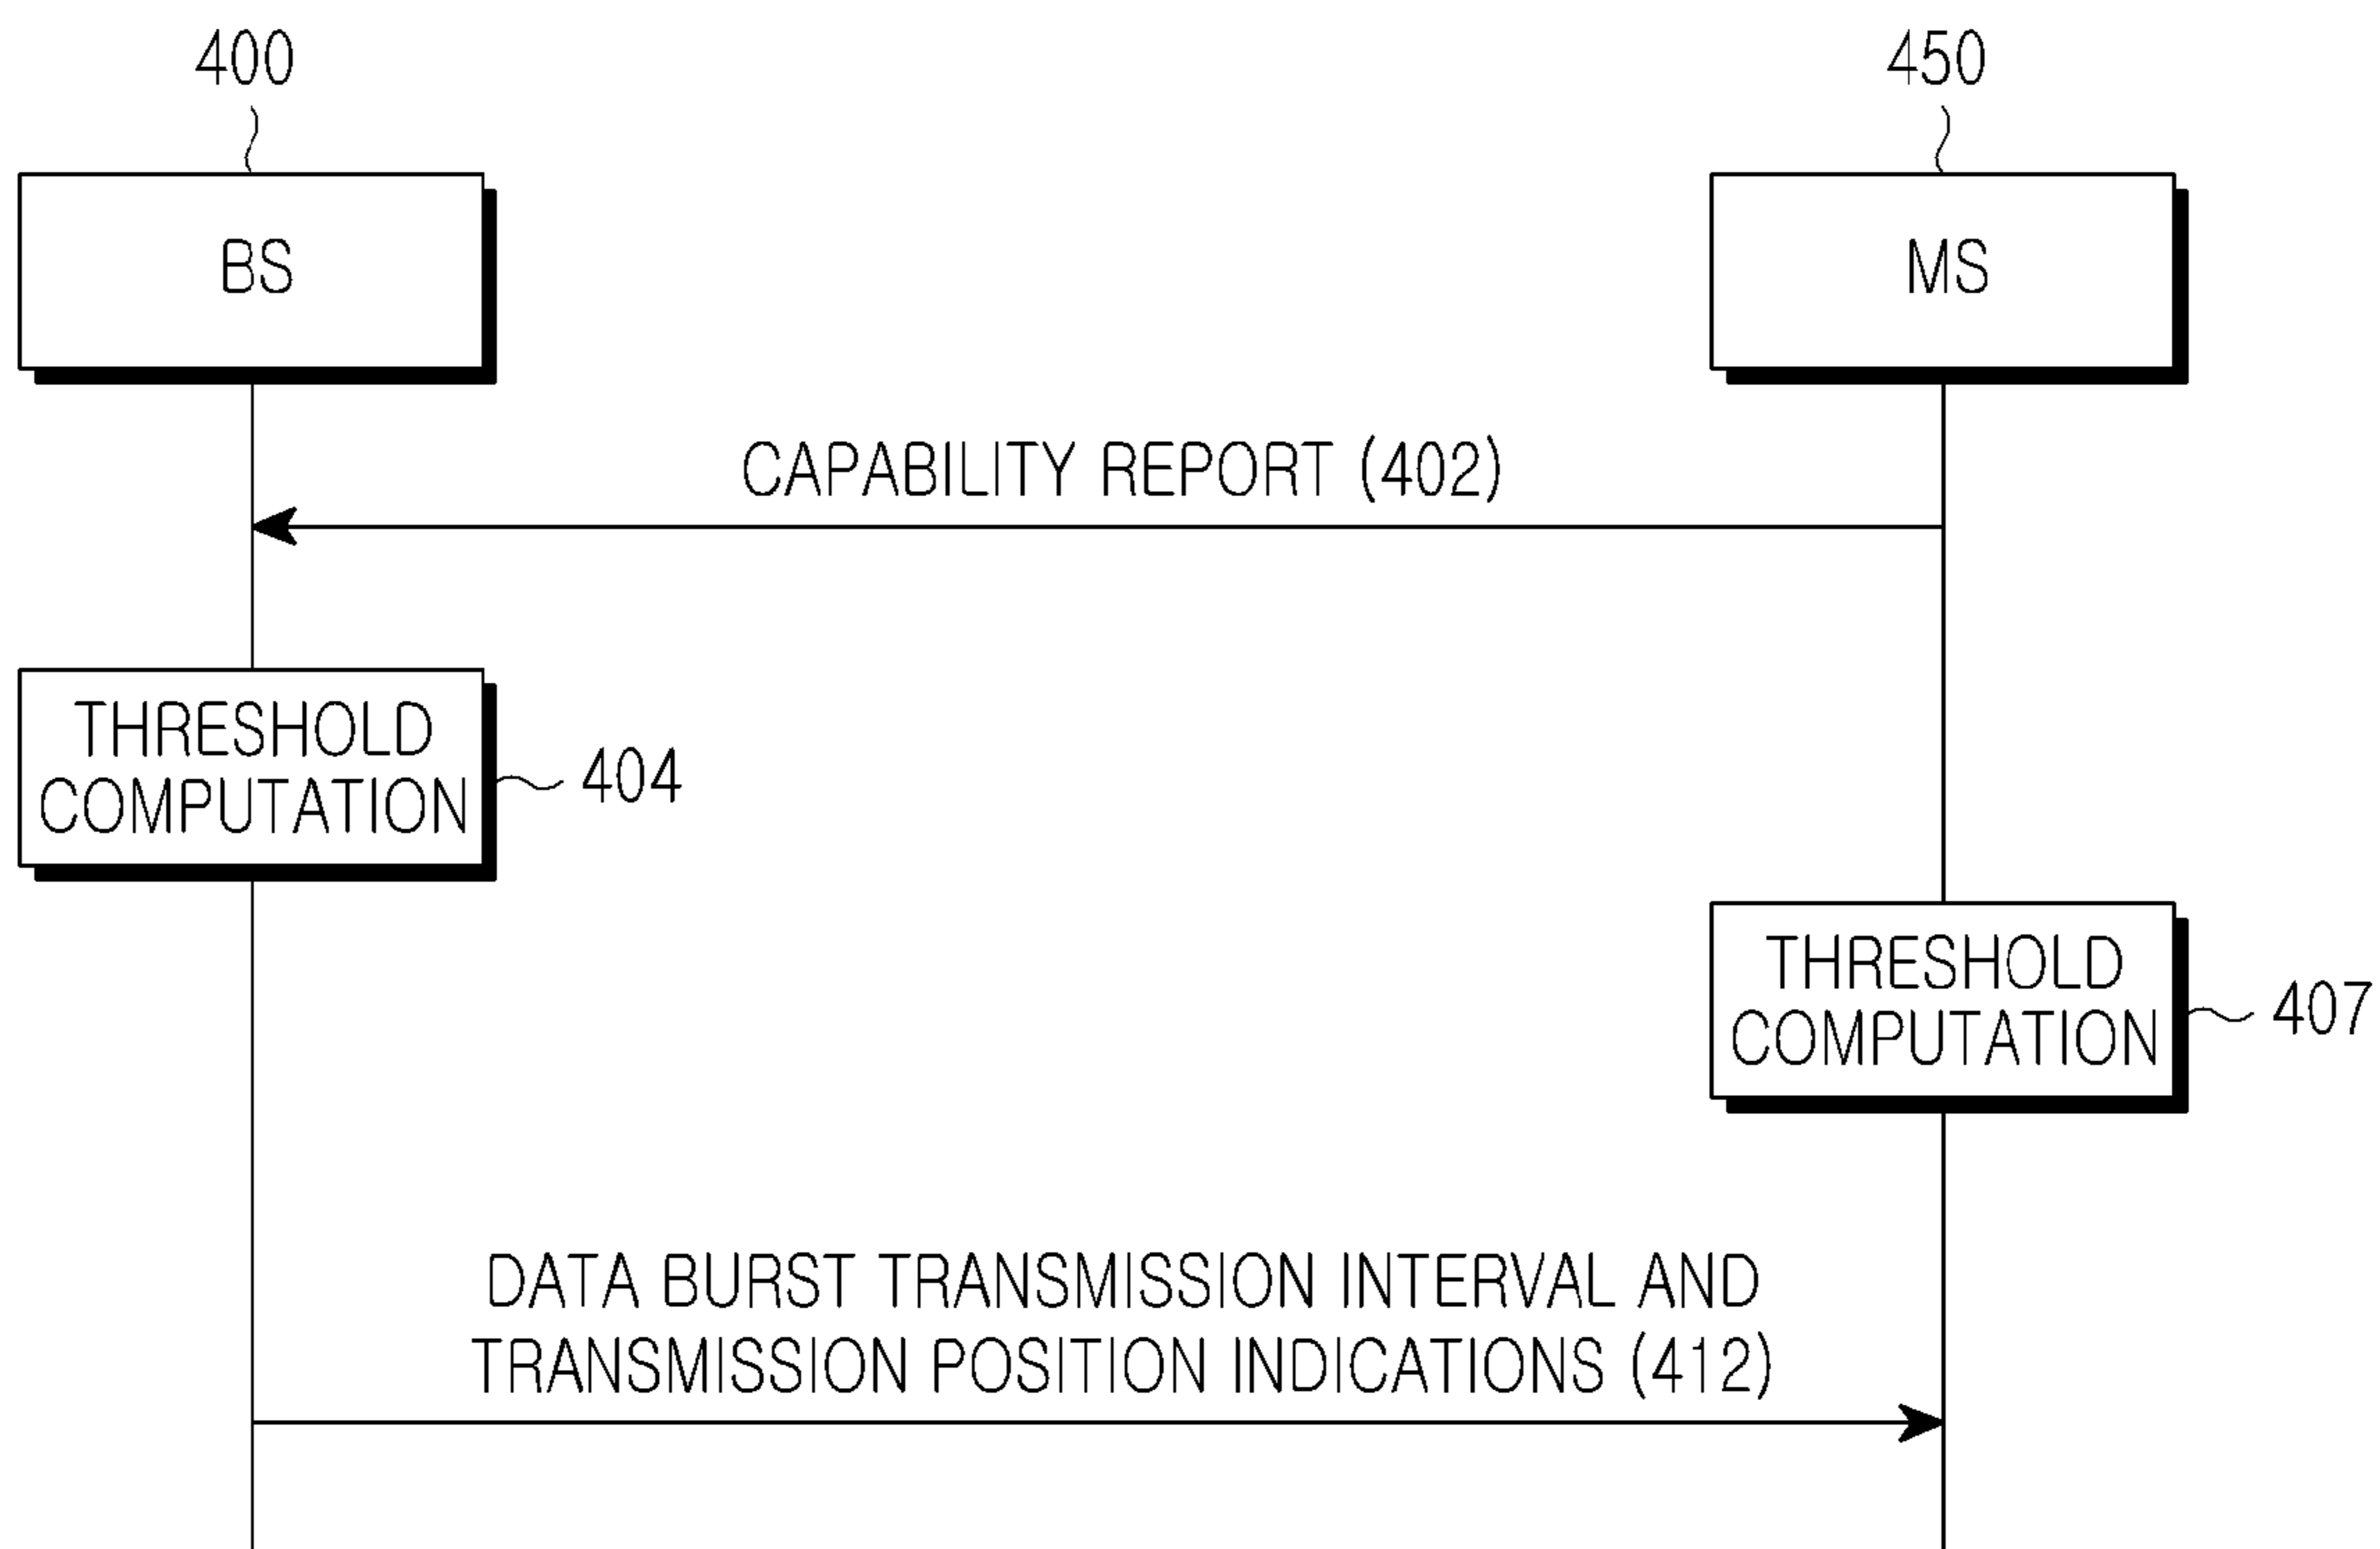 400
450
BS
MS
CAPABILITY REPORT (402)
THRESHOLD
COMPUTATION
404
THRESHOLD
COMPUTATION
407
DATA BURST TRANSMISSION INTERVAL AND
TRANSMISSION POSITION INDICATIONS (412)